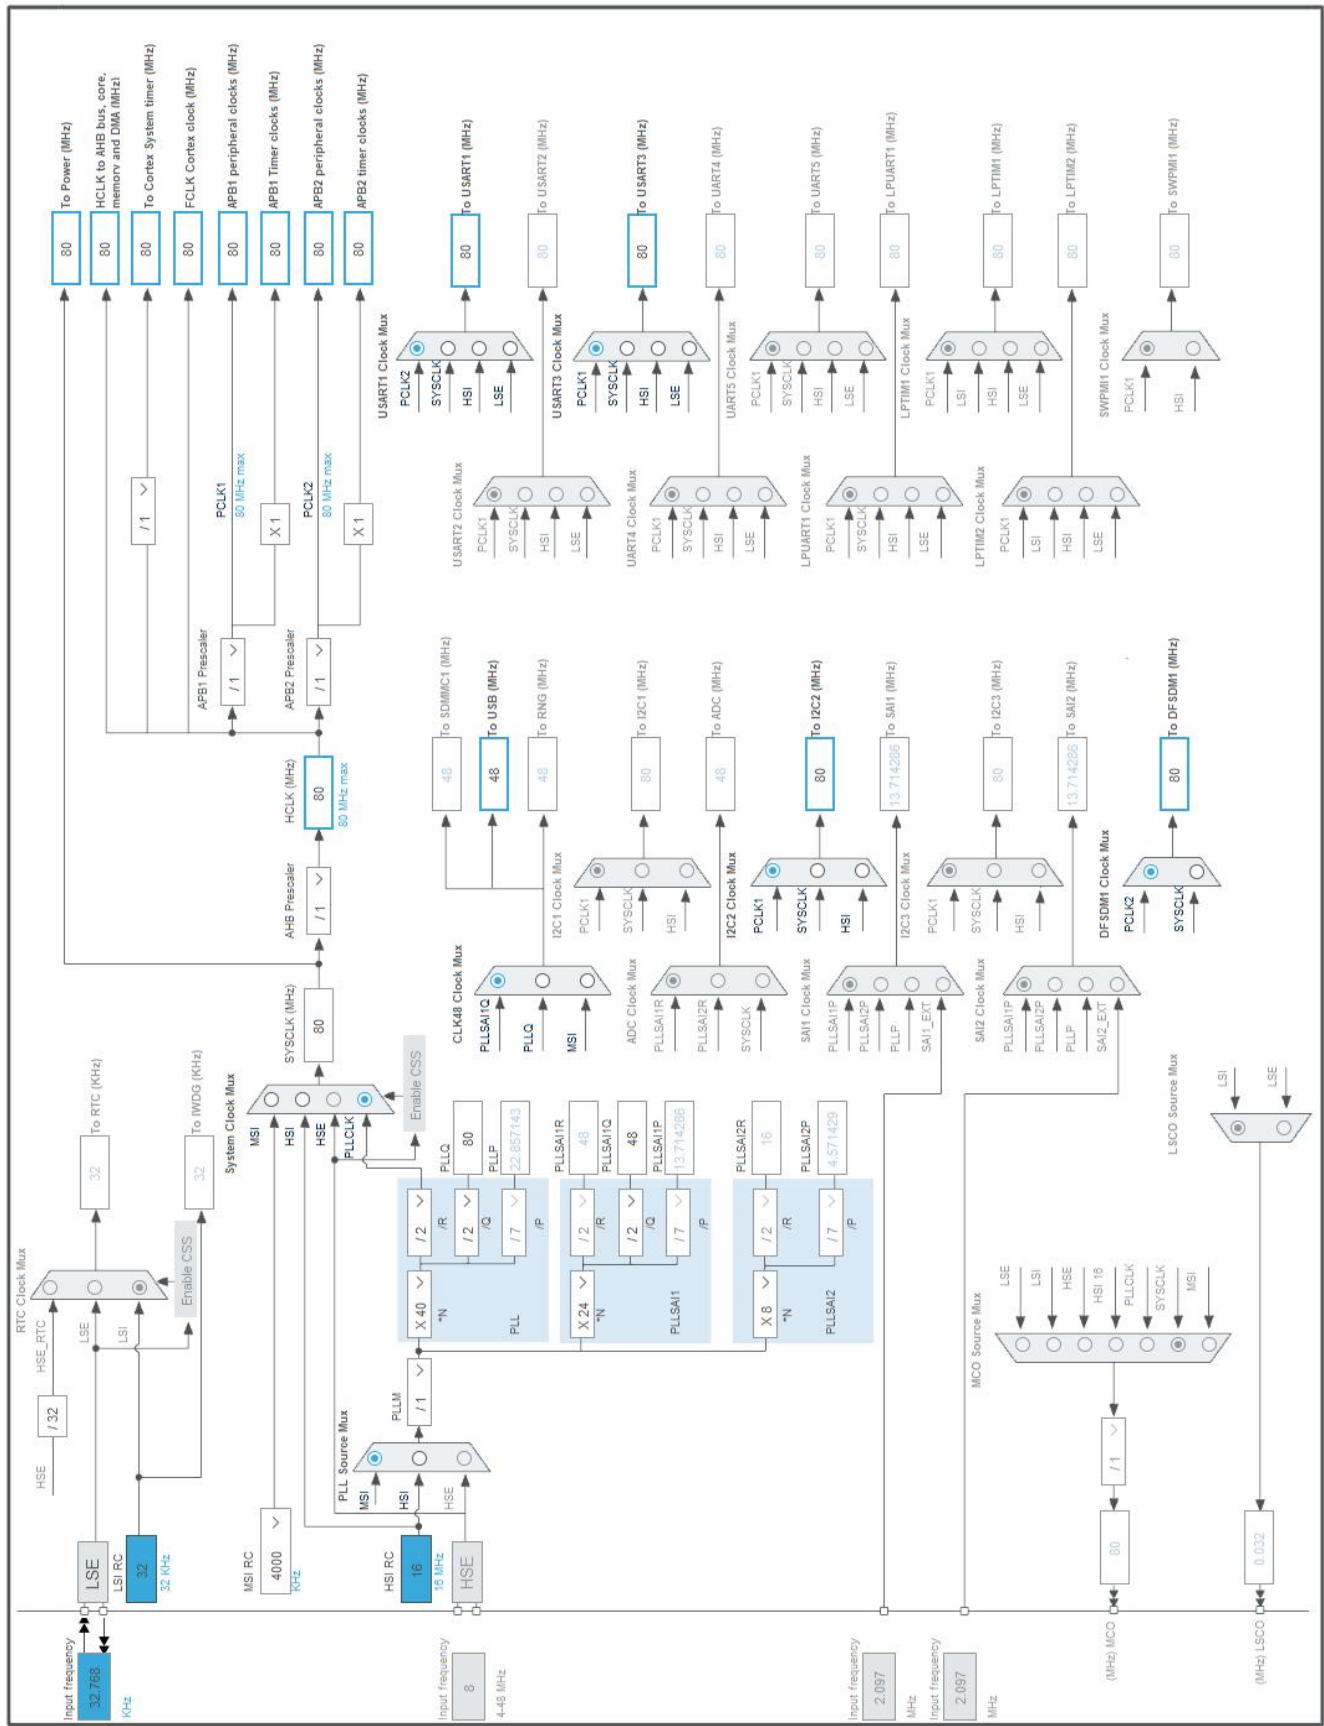 Input frequency
32.768
KHz
LSE
LSI RC
32
32 KHz
HSE
/ 32
HSE_RTC
LSE
LSI
RTC Clock Mux
Enable CSS
32
To RTC (KHz)
32
To IWDG (KHz)
MSI RC
4000
KHz
HSI RC
16
16 MHz
HSE
Input frequency
8
4-48 MHz
PLL Source Mux
MSI
HSI
HSE
PLLM
/ 1
X 40
*N
PLL
/ 2
/R
/ 2
/Q
/ 7
/P
PLLQ
80
PLLP
22.857143
X 24
*N
PLLSAI1
/ 2
/R
/ 2
/Q
/ 7
/P
PLLSAI1R
48
PLLSAI1Q
48
PLLSAI1P
13.714286
X 8
*N
PLLSAI2
/ 2
/R
/ 7
/P
PLLSAI2R
16
PLLSAI2P
4.571429
System Clock Mux
MSI
HSI
HSE
PLLCLK
Enable CSS
SYSCLK (MHz)
80
AHB Prescaler
/ 1
HCLK (MHz)
80
80 MHz max
APB1 Prescaler
/ 1
APB2 Prescaler
/ 1
/ 1
PCLK1
80 MHz max
X 1
PCLK2
80 MHz max
X 1
80
To Power (MHz)
80
HCLK to AHB bus, core,
memory and DMA (MHz)
80
To Cortex System timer (MHz)
80
FCLK Cortex clock (MHz)
80
APB1 peripheral clocks (MHz)
80
APB1 Timer clocks (MHz)
80
APB2 peripheral clocks (MHz)
80
APB2 timer clocks (MHz)
CLK48 Clock Mux
PLLSAI1Q
PLLQ
MSI
48
To SDMMC1 (MHz)
48
To USB (MHz)
48
To RNG (MHz)
I2C1 Clock Mux
PCLK1
SYSCLK
HSI
80
To I2C1 (MHz)
ADC Clock Mux
PLLSAI1R
PLLSAI2R
SYSCLK
48
To ADC (MHz)
I2C2 Clock Mux
PCLK1
SYSCLK
HSI
80
To I2C2 (MHz)
SAI1 Clock Mux
PLLSAI1P
PLLSAI2P
PLLP
SAI1_EXT
13.714286
To SAI1 (MHz)
I2C3 Clock Mux
PCLK1
SYSCLK
HSI
80
To I2C3 (MHz)
SAI2 Clock Mux
PLLSAI1P
PLLSAI2P
PLLP
SAI2_EXT
13.714286
To SAI2 (MHz)
DFSDM1 Clock Mux
PCLK2
SYSCLK
80
To DFSDM1 (MHz)
USART1 Clock Mux
PCLK2
SYSCLK
HSI
LSE
80
To USART1 (MHz)
USART2 Clock Mux
PCLK1
SYSCLK
HSI
LSE
80
To USART2 (MHz)
USART3 Clock Mux
PCLK1
SYSCLK
HSI
LSE
80
To USART3 (MHz)
UART4 Clock Mux
PCLK1
SYSCLK
HSI
LSE
80
To UART4 (MHz)
UART5 Clock Mux
PCLK1
SYSCLK
HSI
LSE
80
To UART5 (MHz)
LPUART1 Clock Mux
PCLK1
SYSCLK
HSI
LSE
80
To LPUART1 (MHz)
LPTIM1 Clock Mux
PCLK1
LSI
HSI
LSE
80
To LPTIM1 (MHz)
LPTIM2 Clock Mux
PCLK1
LSI
HSI
LSE
80
To LPTIM2 (MHz)
SWPMI1 Clock Mux
PCLK1
HSI
80
To SWPMI1 (MHz)
Input frequency
2.097
MHz
Input frequency
2.097
MHz
MCO Source Mux
LSE
LSI
HSE
HSI 16
PLLCLK
SYSCLK
MSI
/ 1
80
(MHz) MCO
LSCO Source Mux
LSI
LSE
0.032
(MHz) LSCO